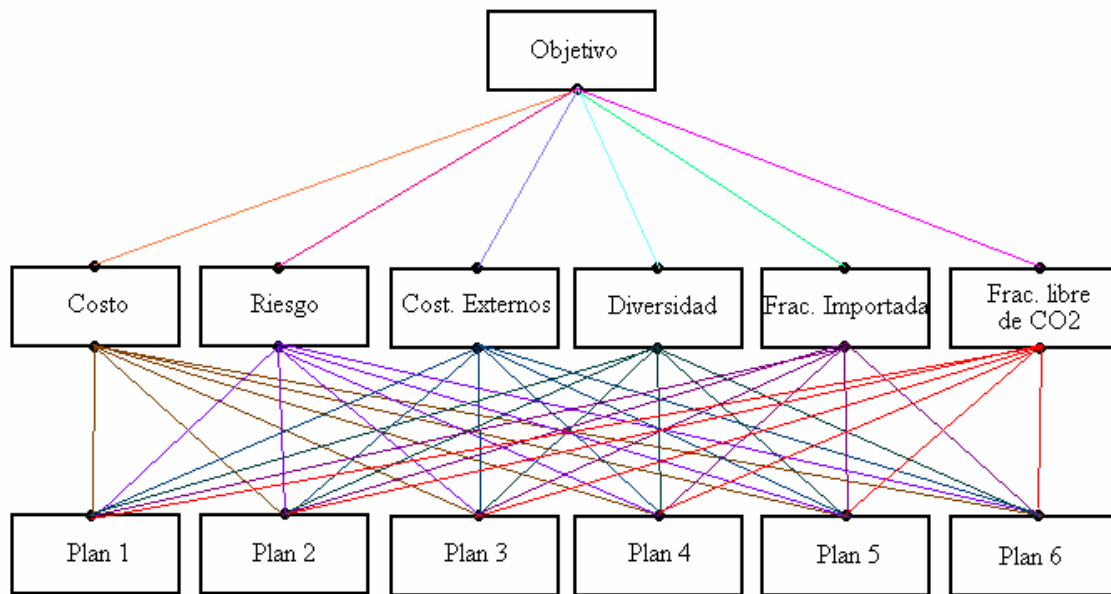 Objetivo
Costo
Riesgo
Cost. Externos
Diversidad
Frac. Importada
Frac. libre
de CO2
Plan 1
Plan 2
Plan 3
Plan 4
Plan 5
Plan 6